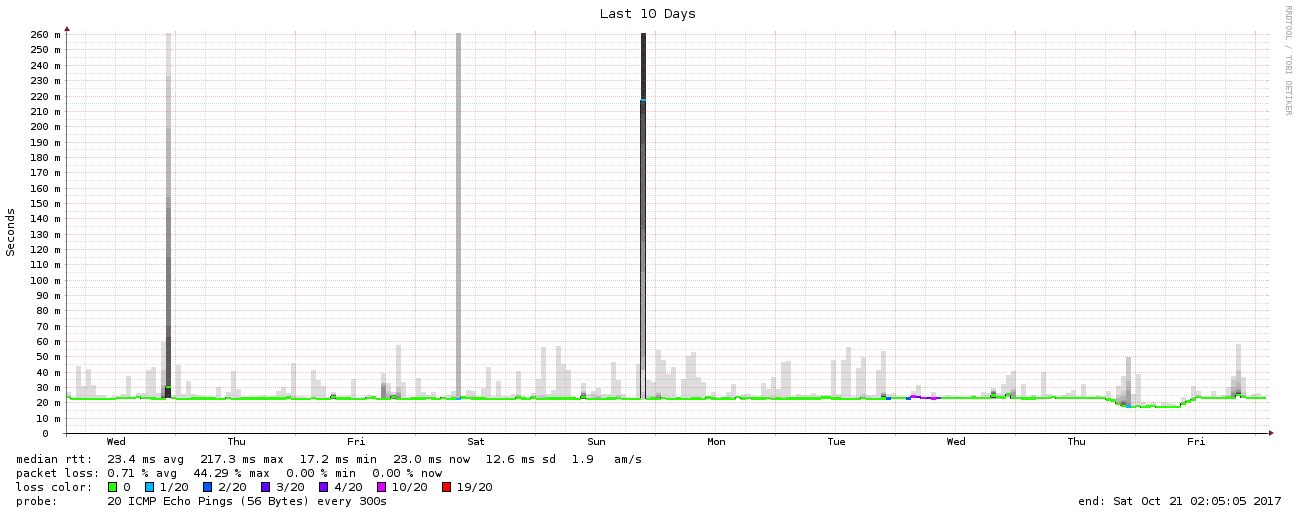 Last 10 Days
RRDTOOL / TOBI OETIKER
Seconds
260 m
250 m
240 m
230 m
220 m
210 m
200 m
190 m
180 m
170 m
160 m
150 m
140 m
130 m
120 m
110 m
100 m
90 m
80 m
70 m
60 m
50 m
40 m
30 m
20 m
10 m
0
Wed Thu Fri Sat Sun Mon Tue Wed Thu Fri
median rtt: 23.4 ms avg 217.3 ms max 17.2 ms min 23.0 ms now 12.6 ms sd 1.9 am/s
packet loss: 0.71 % avg 44.29 % max 0.00 % min 0.00 % now
loss color: 0 1/20 2/20 3/20 4/20 10/20 19/20
probe: 20 ICMP Echo Pings (56 Bytes) every 300s end: Sat Oct 21 02:05:05 2017